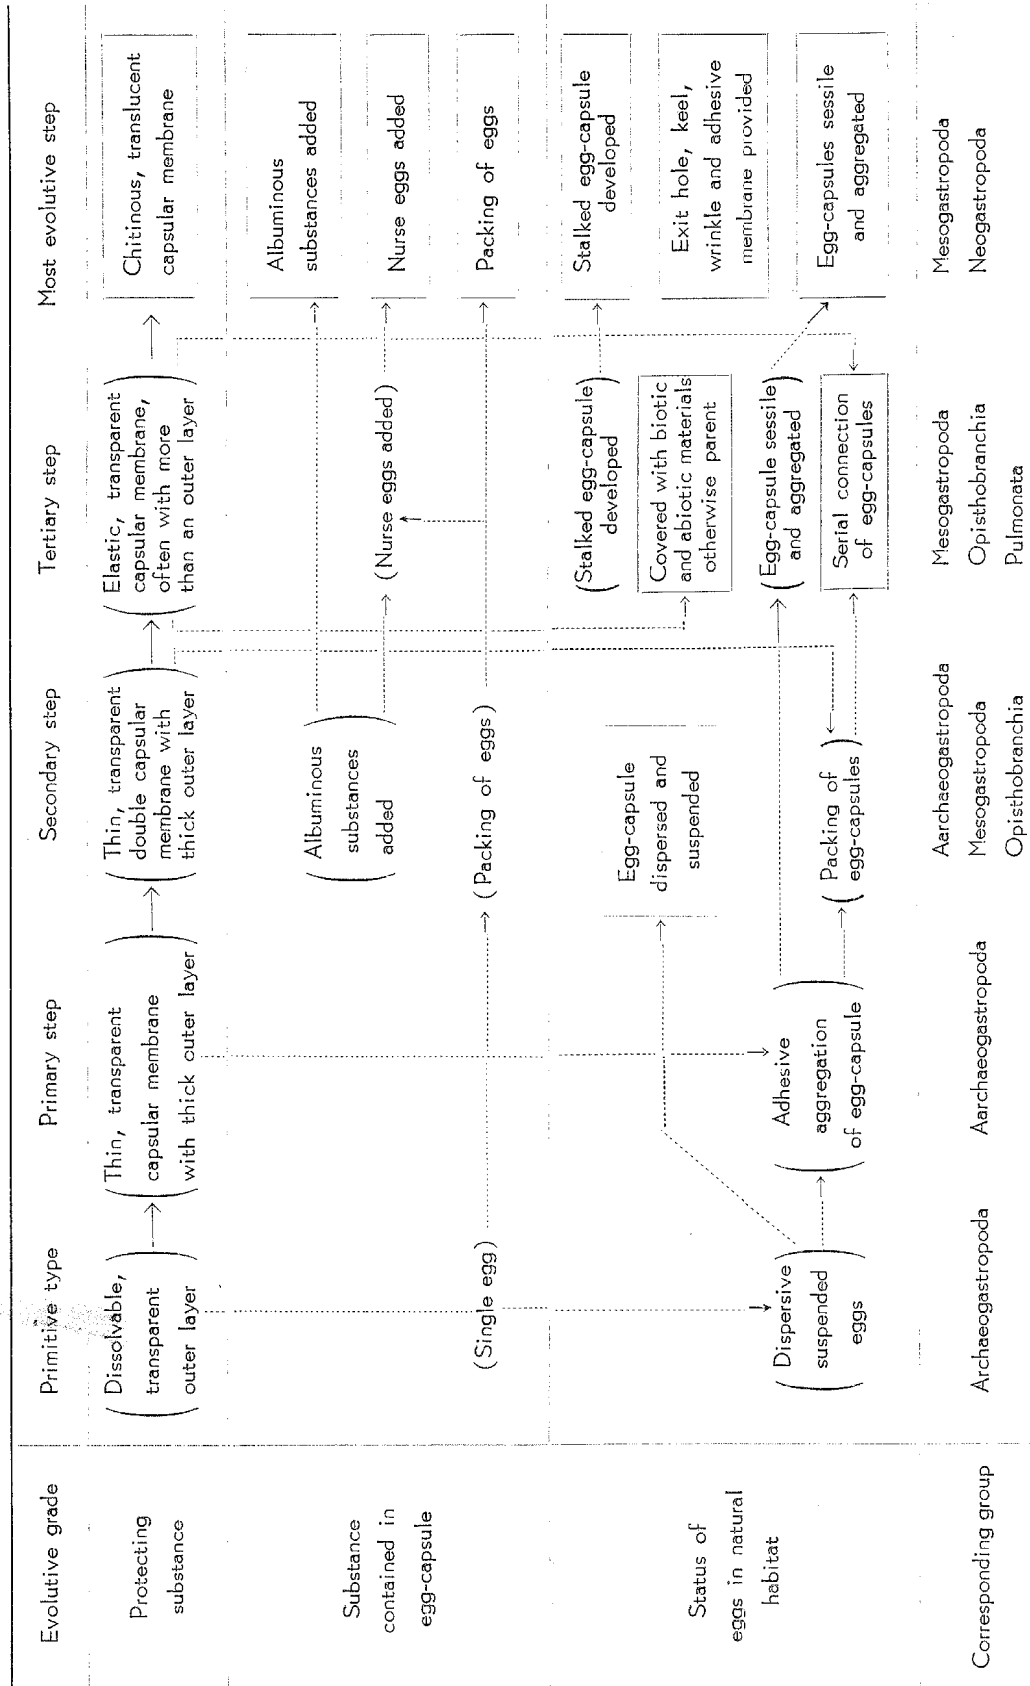 Evolutive grade
Primitive type
Primary step
Secondary step
Tertiary step
Most evolutive step
Protecting
substance
(Dissolvable,
transparent
outer layer)
(Thin, transparent
capsular membrane
with thick outer layer)
(Thin, transparent
double capsular
membrane with
thick outer layer)
(Elastic, transparent
capsular membrane,
often with more
than an outer layer)
Chitinous, translucent
capsular membrane
Substance
contained in
egg-capsule
(Single egg)
(Albuminous
substances
added)
(Packing of eggs)
(Nurse eggs added)
Albuminous
substances added
Nurse eggs added
Packing of eggs
Status of
eggs in natural
habitat
(Dispersive
suspended
eggs)
(Adhesive
aggregation
of egg-capsule)
Egg-capsule
dispersed and
suspended
(Packing of
egg-capsules)
(Stalked egg-capsule
developed)
Covered with biotic
and abiotic materials
otherwise parent
(Egg-capsule sessile
and aggregated)
Serial connection
of egg-capsules
Stalked egg-capsule
developed
Exit hole, keel,
wrinkle and adhesive
membrane provided
Egg-capsules sessile
and aggregated
Corresponding group
Archaeogastropoda
Aarchaeogastropoda
Aarchaeogastropoda
Mesogastropoda
Opisthobranchia
Mesogastropoda
Opisthobranchia
Pulmonata
Mesogastropoda
Neogastropoda